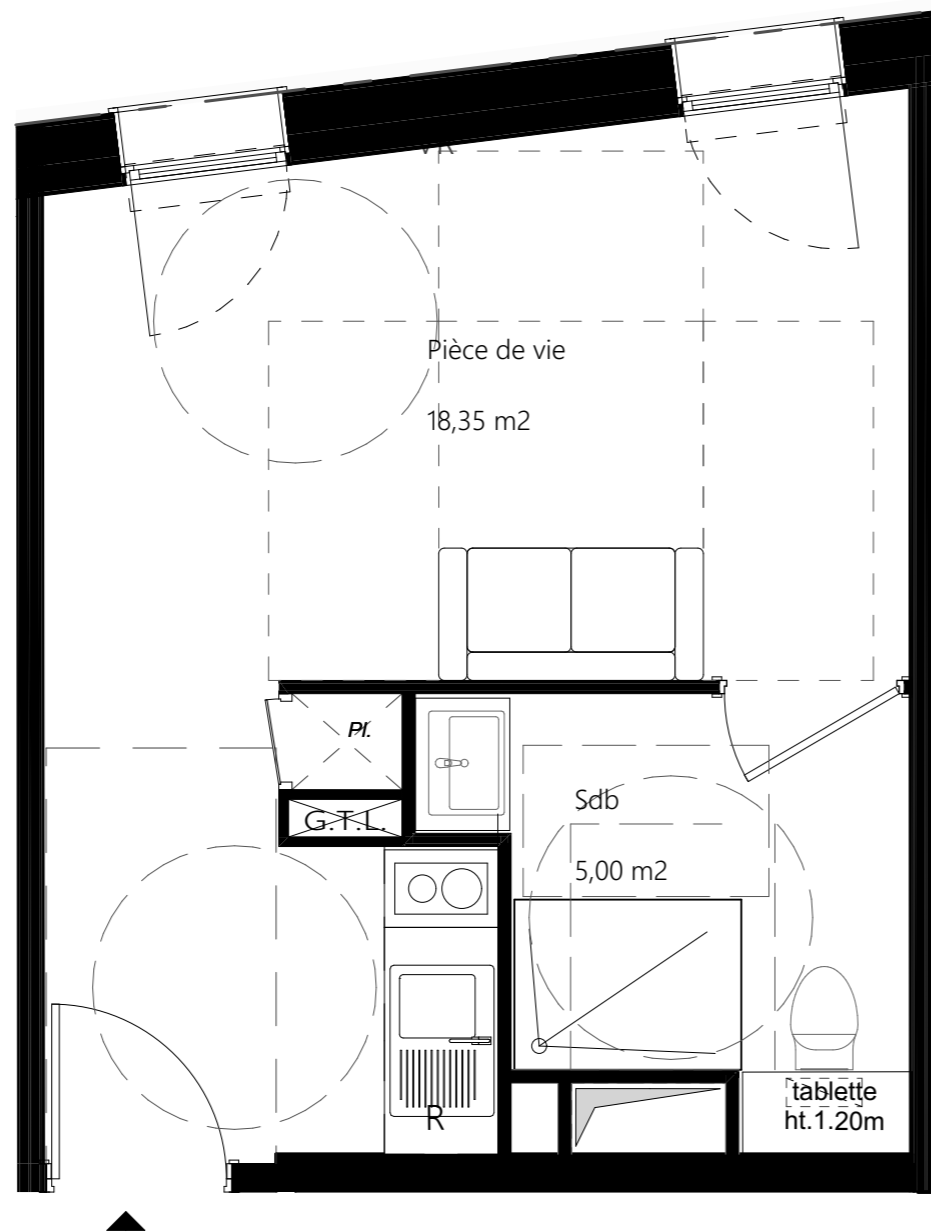 Pièce de vie
18,35 m2
Pl.
Sdb
G.T.L.
5,00 m2
tablette
ht.1.20m
R